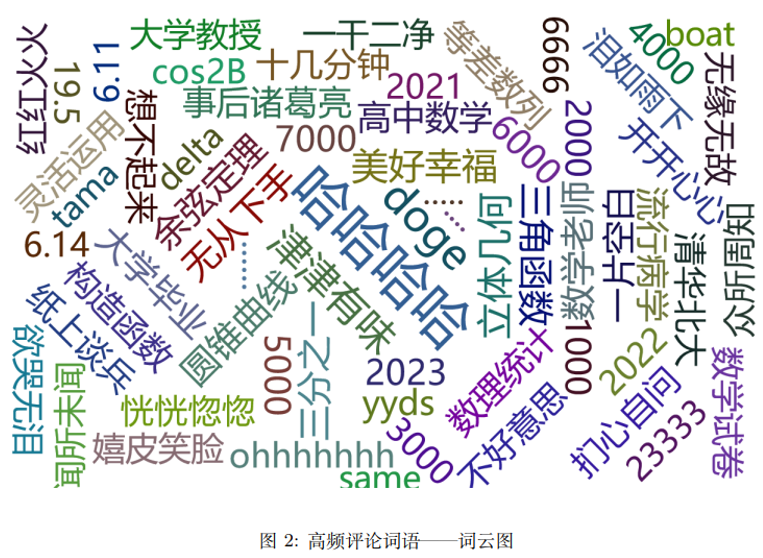 红红火火
19.5
6.11
大学教授
cos2B
一干二净
十几分钟
2021
等差数列
6666
泪如雨下
4000
boat
无缘无故
灵活运用
tama
想不起来
delta
事后诸葛亮
7000
高中数学
6000
2000
开开心心
余弦定理
无从下手
美好幸福
哈哈哈哈
doge
……
……
立体几何
三角函数
数学老师
一片空白
流行病学
清华北大
众所周知
6.14
大学毕业
构造函数
纸上谈兵
津津有味
圆锥曲线
欲哭无泪
闻所未闻
恍恍惚惚
嬉皮笑脸
5000
三分之一
2023
yyds
ohhhhhhh
same
3000
数理统计
不好意思
1000
2022
扪心自问
23333
数学试卷
图 2: 高频评论词语——词云图